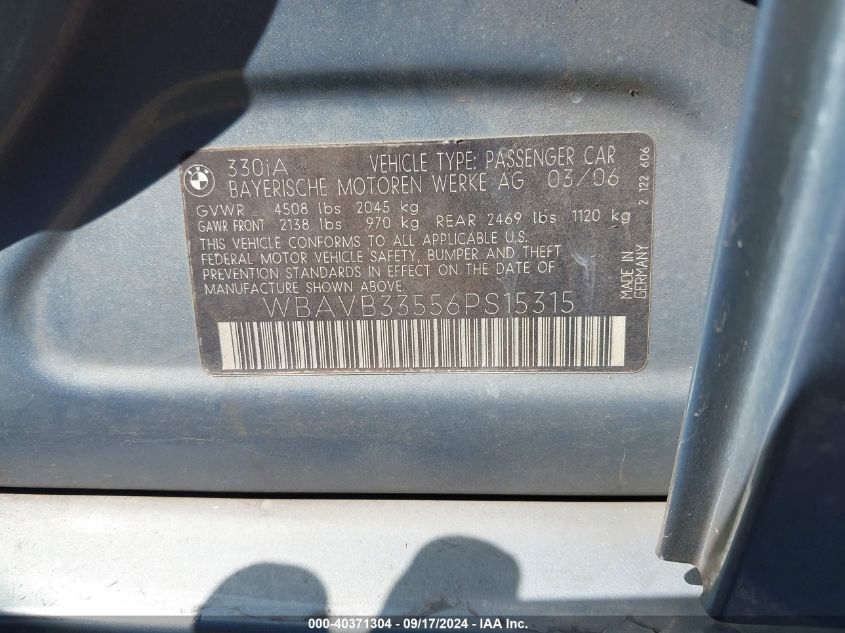 330iA VEHICLE TYPE: PASSENGER CAR
BAYERISCHE MOTOREN WERKE AG 03/06
GVWR 4508 lbs 2045 kg
GAWR FRONT 2138 lbs 970 kg REAR 2469 lbs 1120 kg
THIS VEHICLE CONFORMS TO ALL APPLICABLE U.S.
FEDERAL MOTOR VEHICLE SAFETY, BUMPER AND THEFT
PREVENTION STANDARDS IN EFFECT ON THE DATE OF
MANUFACTURE SHOWN ABOVE.
WBAVB33556PS15315
MADE IN
GERMANY
2 122 606
000-40371304 - 09/17/2024 - IAA Inc.